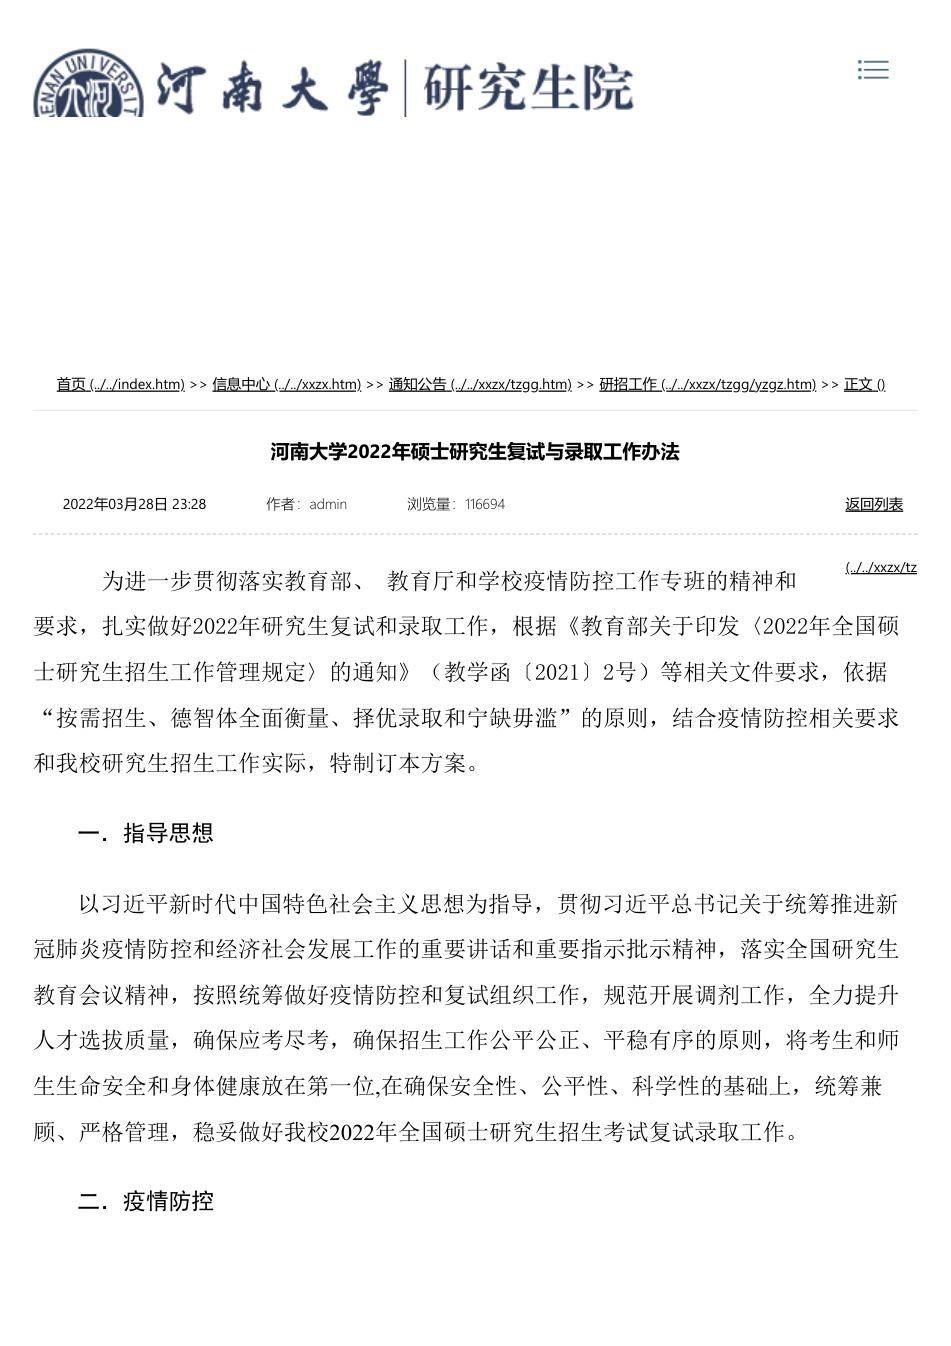 HENAN UNIVERSIT
河南大學 研究生院
首页 (../../index.htm) >> 信息中心 (../../xxzx.htm) >> 通知公告 (../../xxzx/tzgg.htm) >> 研招工作 (../../xxzx/tzgg/yzgz.htm) >> 正文 ()
河南大学2022年硕士研究生复试与录取工作办法
2022年03月28日 23:28 作者：admin 浏览量：116694 返回列表
(../../xxzx/tz
为进一步贯彻落实教育部、 教育厅和学校疫情防控工作专班的精神和
要求，扎实做好2022年研究生复试和录取工作，根据《教育部关于印发〈2022年全国硕
士研究生招生工作管理规定〉的通知》（教学函〔2021〕2号）等相关文件要求，依据
“按需招生、德智体全面衡量、择优录取和宁缺毋滥”的原则，结合疫情防控相关要求
和我校研究生招生工作实际，特制订本方案。
一．指导思想
以习近平新时代中国特色社会主义思想为指导，贯彻习近平总书记关于统筹推进新
冠肺炎疫情防控和经济社会发展工作的重要讲话和重要指示批示精神，落实全国研究生
教育会议精神，按照统筹做好疫情防控和复试组织工作，规范开展调剂工作，全力提升
人才选拔质量，确保应考尽考，确保招生工作公平公正、平稳有序的原则，将考生和师
生生命安全和身体健康放在第一位,在确保安全性、公平性、科学性的基础上，统筹兼
顾、严格管理，稳妥做好我校2022年全国硕士研究生招生考试复试录取工作。
二．疫情防控